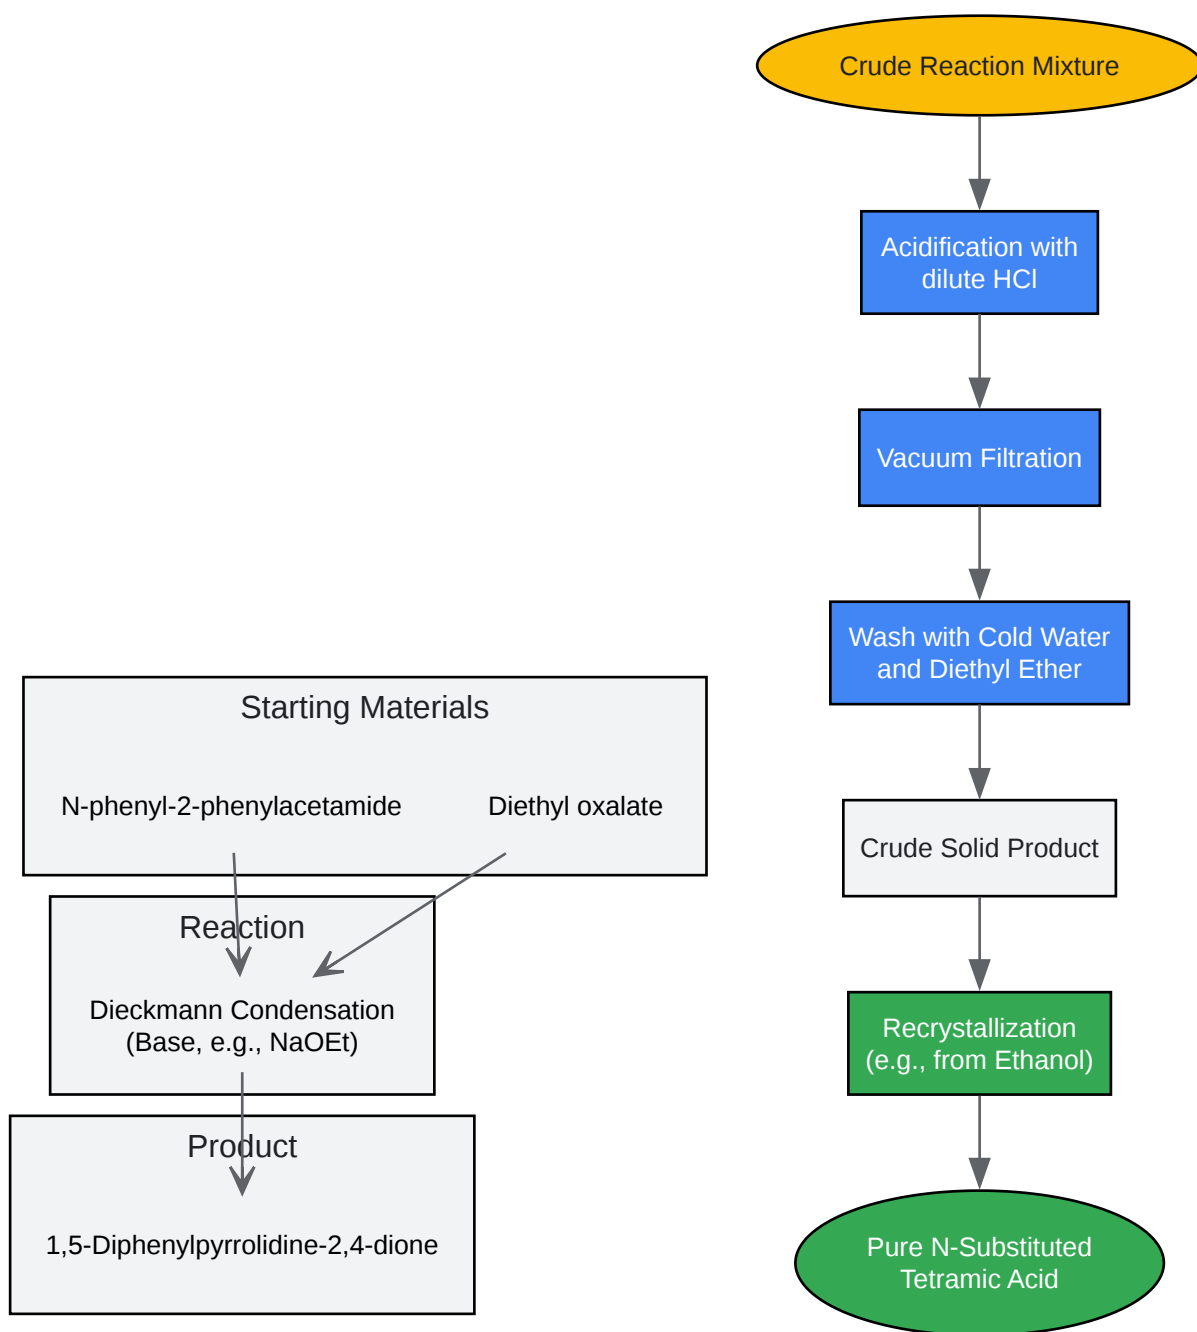 Crude Reaction Mixture
Acidification with
dilute HCl
Vacuum Filtration
Wash with Cold Water
and Diethyl Ether
Crude Solid Product
Recrystallization
(e.g., from Ethanol)
Pure N-Substituted
Tetramic Acid
Starting Materials
N-phenyl-2-phenylacetamide
Diethyl oxalate
Reaction
Dieckmann Condensation
(Base, e.g., NaOEt)
Product
1,5-Diphenylpyrrolidine-2,4-dione